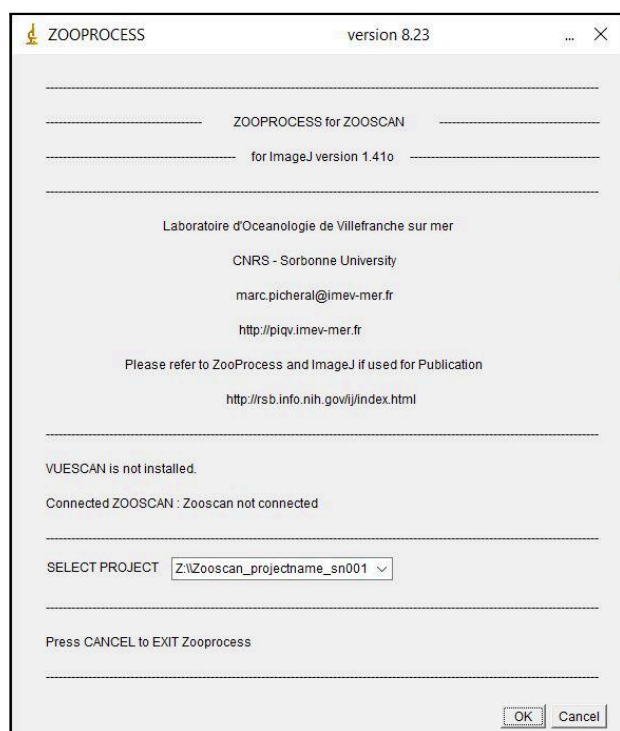 ZOOPROCESS version 8.23 ... ×
ZOOPROCESS for ZOOSCAN
for ImageJ version 1.41o
Laboratoire d'Oceanologie de Villefranche sur mer
CNRS - Sorbonne University
marc.picheral@imev-mer.fr
http://piqv.imev-mer.fr
Please refer to ZooProcess and ImageJ if used for Publication
http://rsb.info.nih.gov/ij/index.html
VUESCAN is not installed.
Connected ZOOSCAN : Zooscan not connected
SELECT PROJECT Z:\\Zooscan_projectname_sn001
Press CANCEL to EXIT Zooprocess
OK Cancel